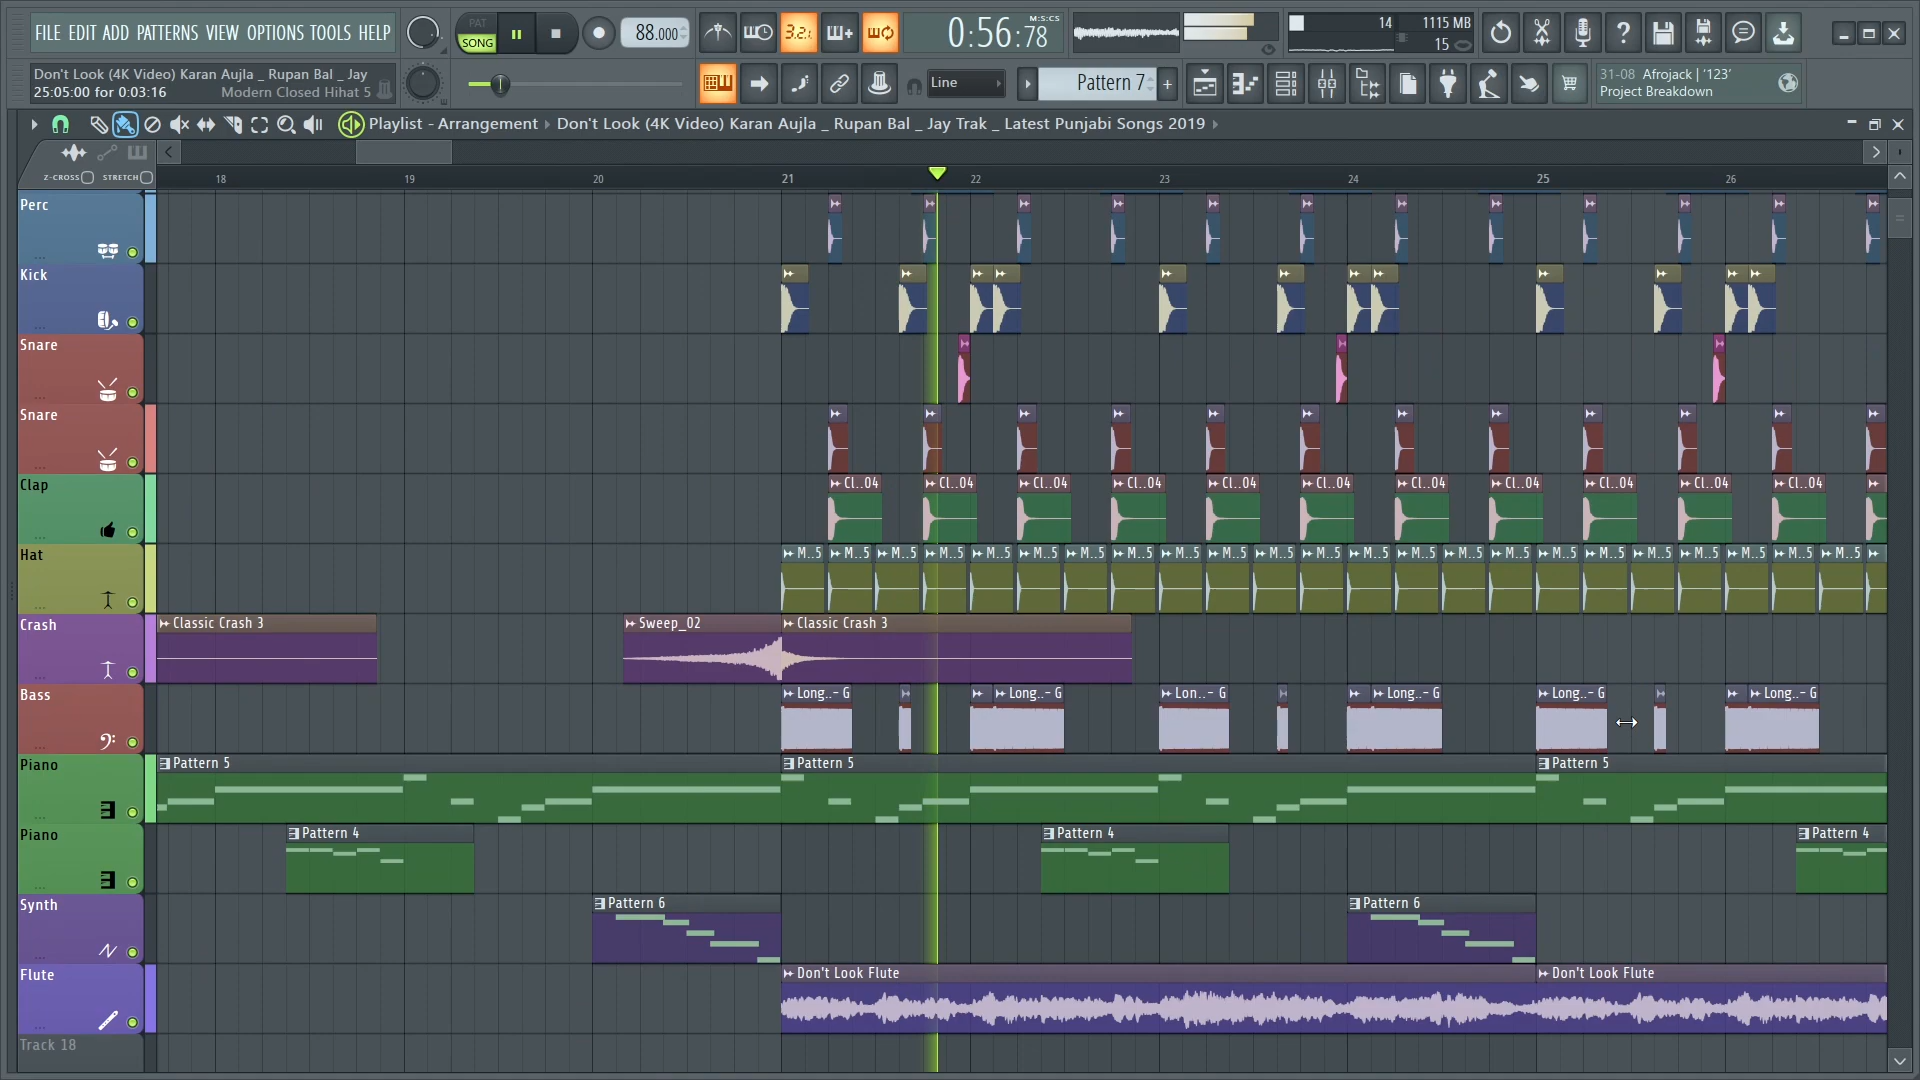 FILE EDIT ADD PATTERNS VIEW OPTIONS TOOLS HELP
PAT
SONG
88.000
3.2.
0:56:78
M:S:CS
14
1115 MB
15
Don't Look (4K Video) Karan Aujla _ Rupan Bal _ Jay
25:05:00 for 0:03:16 Modern Closed Hihat 5
Line
Pattern 7
+
31-08 Afrojack | '123'
Project Breakdown
Playlist - Arrangement Don't Look (4K Video) Karan Aujla _ Rupan Bal _ Jay Trak _ Latest Punjabi Songs 2019
Z-CROSS STRETCH
18 19 20 21 22 23 24 25 26
Perc
Kick
Snare
Snare
Clap
Cl..04 Cl..04 Cl..04 Cl..04 Cl..04 Cl..04 Cl..04 Cl..04 Cl..04 Cl..04 Cl..04
Hat
M..5 M..5 M..5 M..5 M..5 M..5 M..5 M..5 M..5 M..5 M..5 M..5 M..5 M..5 M..5 M..5 M..5 M..5 M..5 M..5 M..5 M..5 M..5
Crash
Classic Crash 3 Sweep_02 Classic Crash 3
Bass
Long..- G Long..- G Lon..- G Long..- G Long..- G Long..- G
Piano
Pattern 5 Pattern 5 Pattern 5
Piano
Pattern 4 Pattern 4 Pattern 4
Synth
Pattern 6 Pattern 6
Flute
Don't Look Flute Don't Look Flute
Track 18